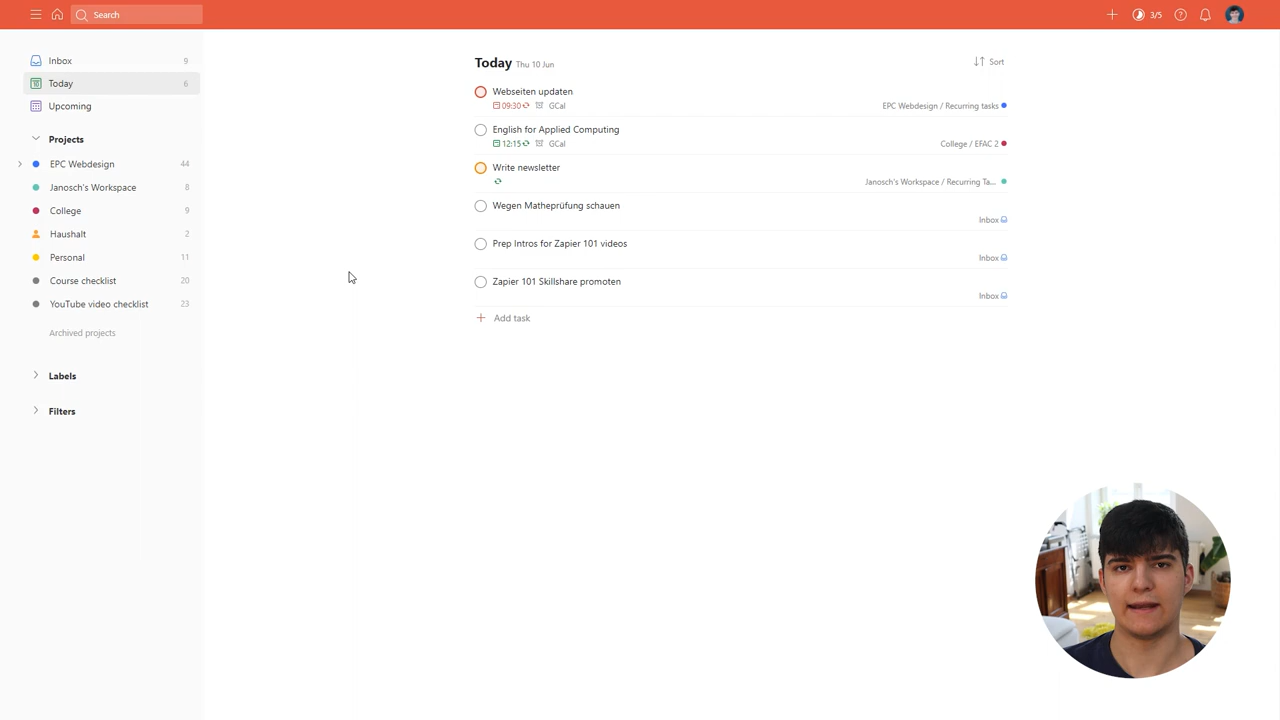 Search
3/5
Inbox 9
Today 6
Upcoming
Projects
EPC Webdesign 44
Janosch's Workspace 8
College 9
Haushalt 2
Personal 11
Course checklist 20
YouTube video checklist 23
Archived projects
Labels
Filters
Today Thu 10 Jun
Sort
Webseiten updaten
09:30 GCal
EPC Webdesign / Recurring tasks
English for Applied Computing
12:15 GCal
College / EFAC 2
Write newsletter
Janosch's Workspace / Recurring Ta...
Wegen Matheprüfung schauen
Inbox
Prep Intros for Zapier 101 videos
Inbox
Zapier 101 Skillshare promoten
Inbox
Add task